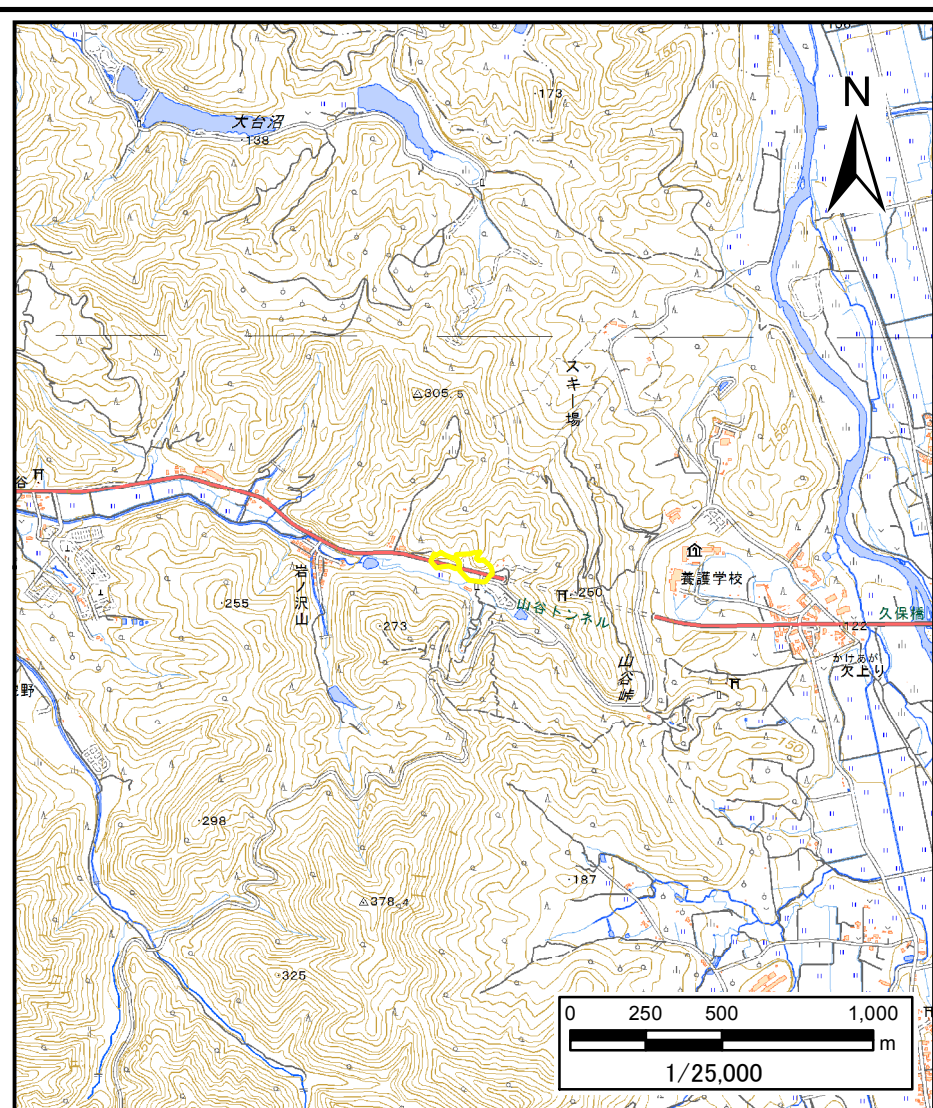 150
大台沼
・138
・173
N
スキー場
△305.5
谷
養護学校
岩ノ沢山
・255
・273
・250
山谷トンネル
山谷峠
・122
久保橋
かけあがり
欠上り
野
150
・298
・187
△378.4
・325
0 250 500 1,000
m
1/25,000